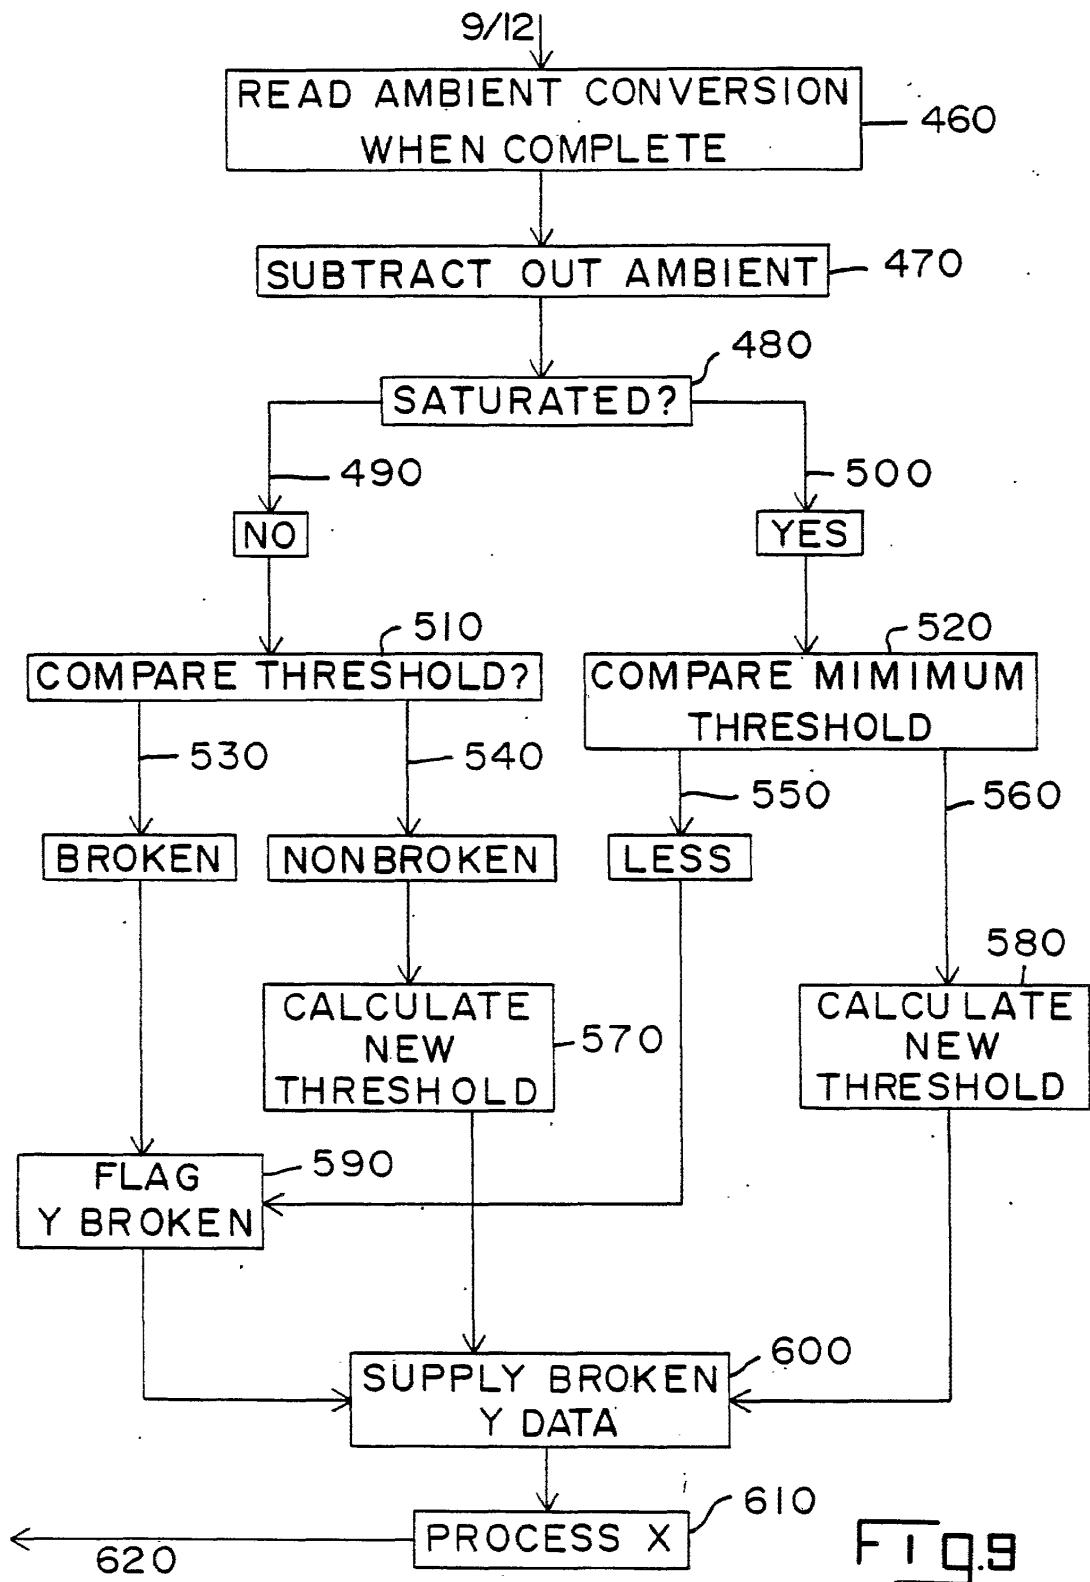 9/12
READ AMBIENT CONVERSION
WHEN COMPLETE
460
SUBTRACT OUT AMBIENT
470
480
SATURATED?
490
500
NO
YES
510
520
COMPARE THRESHOLD?
COMPARE MIMIMUM
THRESHOLD
530
540
550
560
BROKEN
NONBROKEN
LESS
580
CALCULATE
NEW
THRESHOLD
570
CALCULATE
NEW
THRESHOLD
FLAG
Y BROKEN
590
600
SUPPLY BROKEN
Y DATA
610
PROCESS X
620
Fig.9